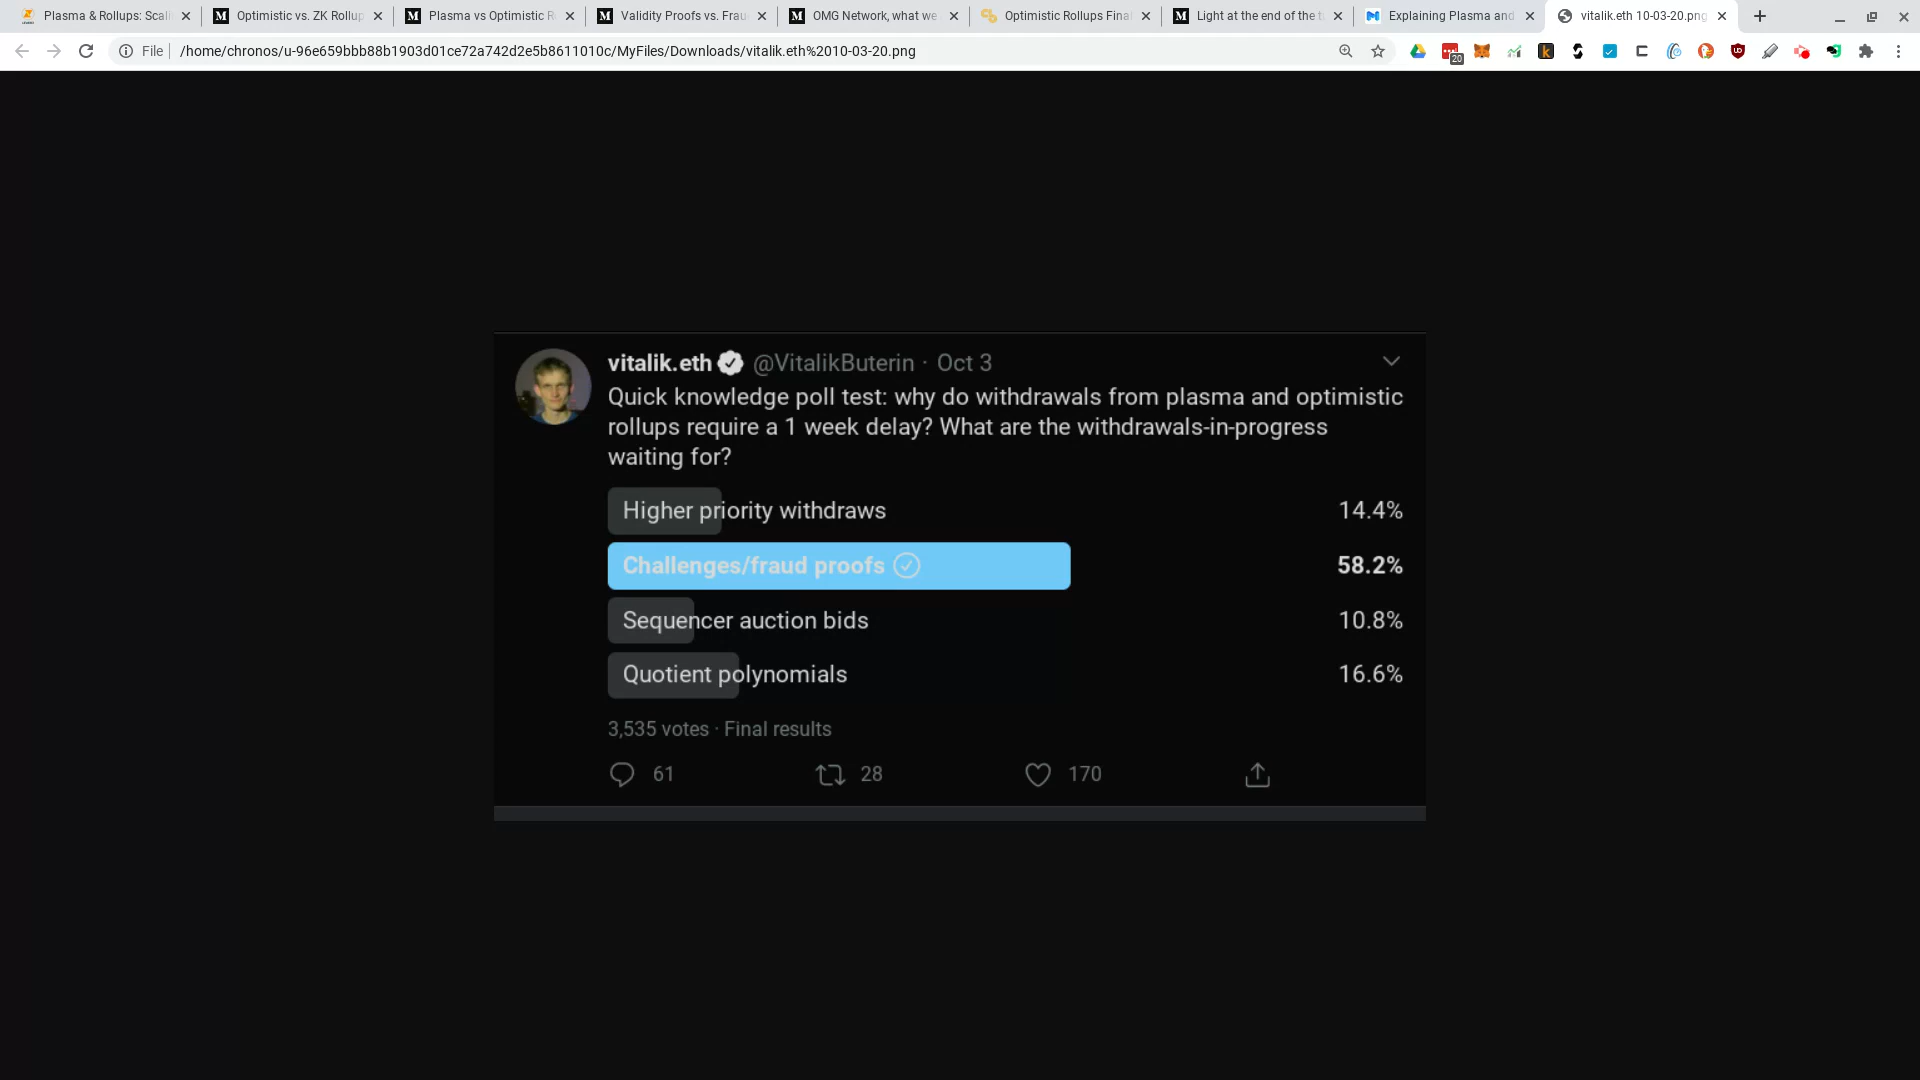 Plasma & Rollups: Scali
Optimistic vs. ZK Rollup
Plasma vs Optimistic R
Validity Proofs vs. Frau
OMG Network, what we
Optimistic Rollups Final
Light at the end of the t
Explaining Plasma and
vitalik.eth 10-03-20.png
File
/home/chronos/u-96e659bbb88b1903d01ce72a742d2e5b8611010c/MyFiles/Downloads/vitalik.eth%2010-03-20.png
20
vitalik.eth @VitalikButerin · Oct 3
Quick knowledge poll test: why do withdrawals from plasma and optimistic
rollups require a 1 week delay? What are the withdrawals-in-progress
waiting for?
Higher priority withdraws 14.4%
Challenges/fraud proofs 58.2%
Sequencer auction bids 10.8%
Quotient polynomials 16.6%
3,535 votes · Final results
61 28 170